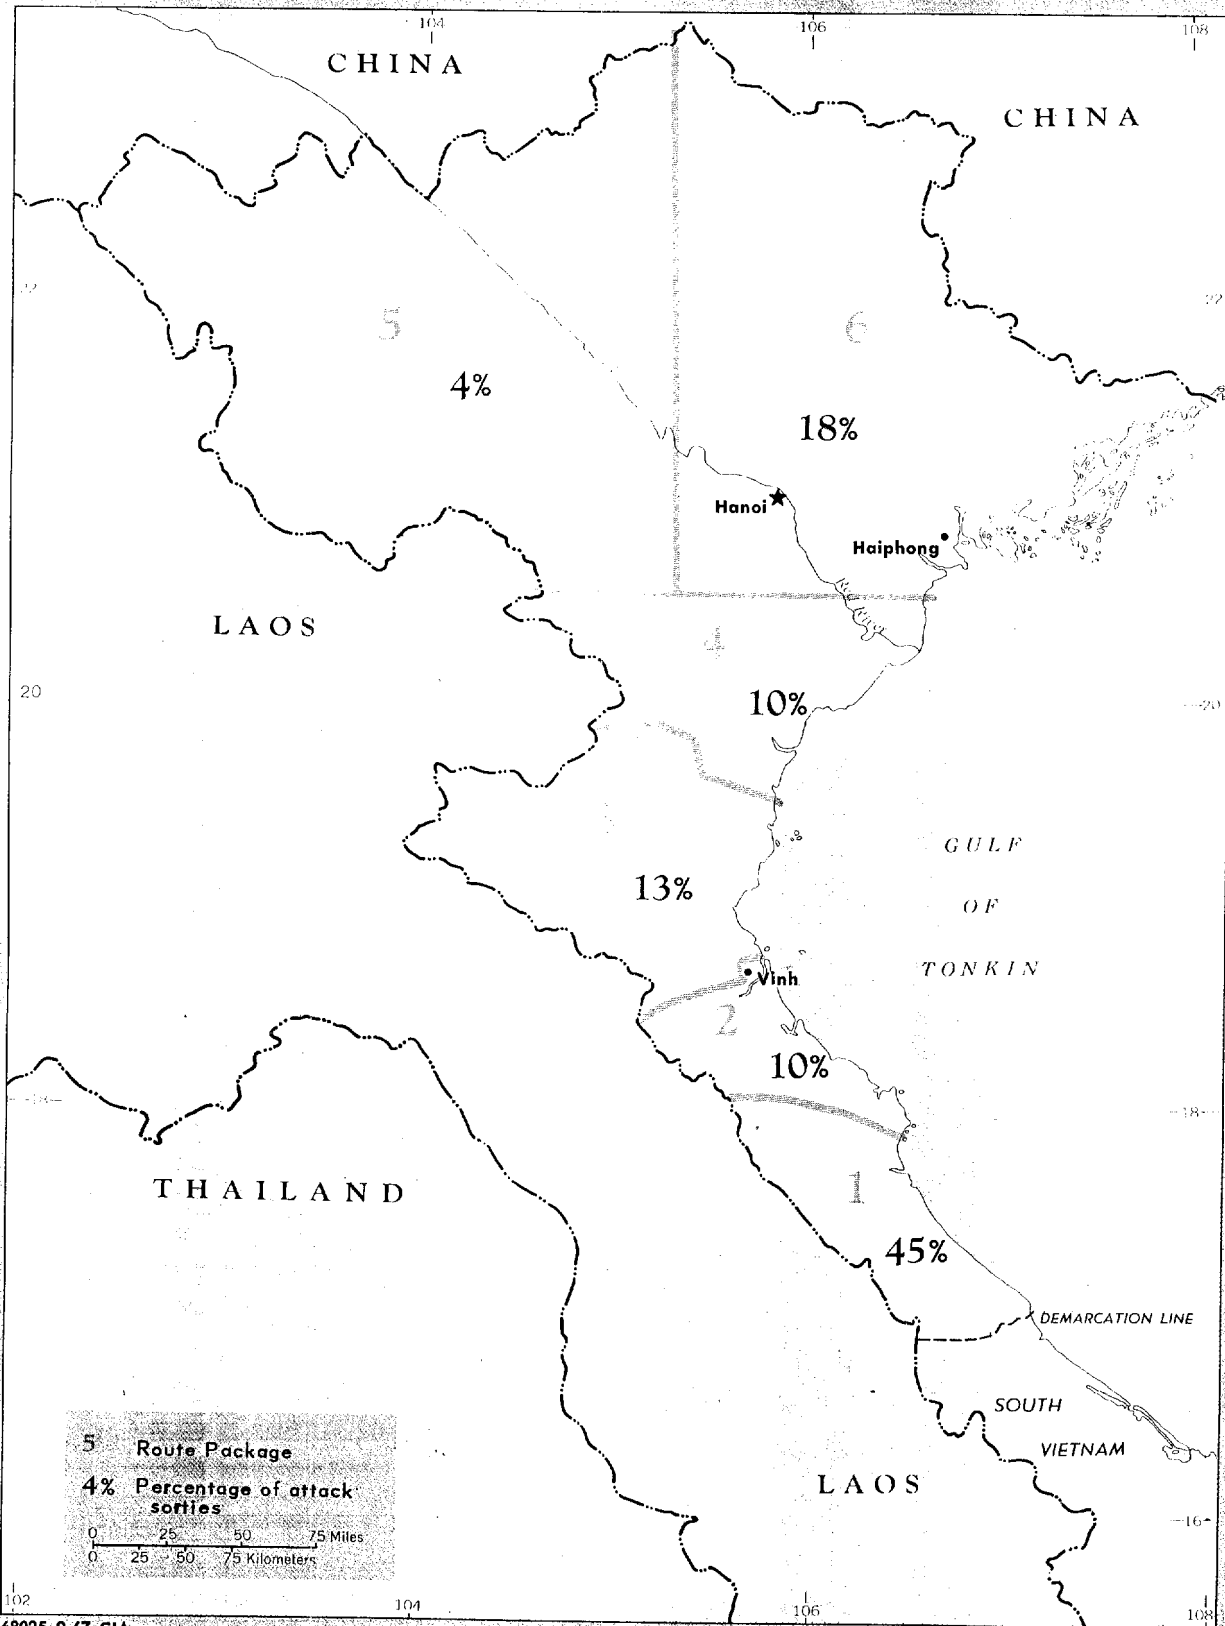 104
106
108
CHINA
CHINA
22
22
5
6
4%
18%
Hanoi
Haiphong
Red River
LAOS
4
20
10%
20
GULF
OF
TONKIN
13%
Vinh
2
10%
18
18
1
THAILAND
45%
DEMARCATION LINE
SOUTH
VIETNAM
LAOS
5 Route Package
4% Percentage of attack
sorties
0 25 50 75 Miles
0 25 50 75 Kilometers
16
102
104
106
108